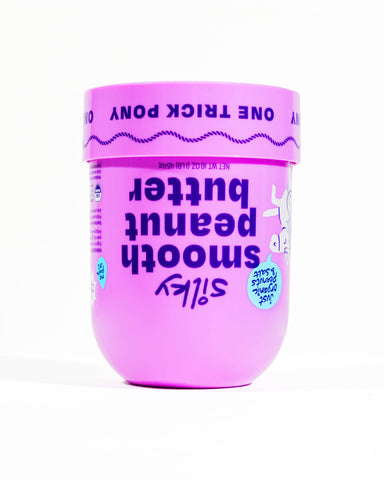 silky
smooth
peanut
butter
Just
organic
peanuts
& salt
NET WT 16 OZ (1 LB) 454g
ONE TRICK PONY